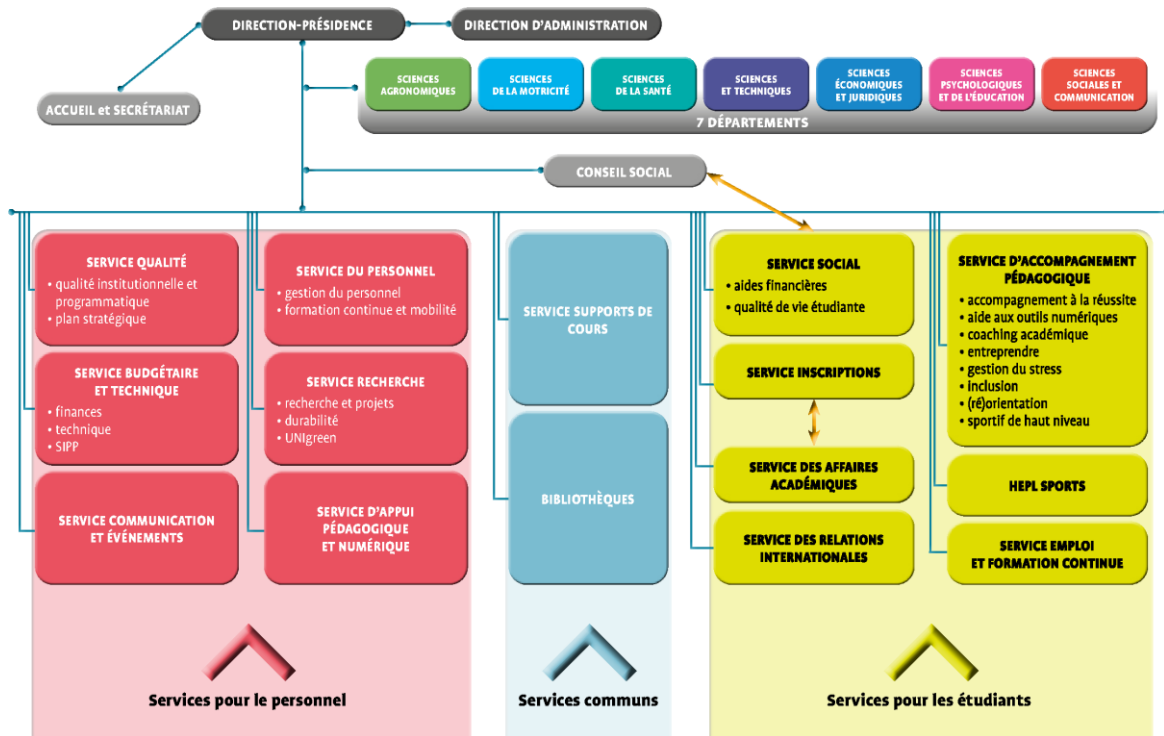 DIRECTION-PRÉSIDENCE
DIRECTION D'ADMINISTRATION
ACCUEIL et SECRÉTARIAT
SCIENCES
AGRONOMIQUES
SCIENCES
DE LA MOTRICITÉ
SCIENCES
DE LA SANTÉ
SCIENCES
ET TECHNIQUES
SCIENCES
ÉCONOMIQUES
ET JURIDIQUES
SCIENCES
PSYCHOLOGIQUES
ET DE L'ÉDUCATION
SCIENCES
SOCIALES ET
COMMUNICATION
7 DÉPARTEMENTS
CONSEIL SOCIAL
SERVICE QUALITÉ
• qualité institutionnelle et
programmatique
• plan stratégique
SERVICE BUDGÉTAIRE
ET TECHNIQUE
• finances
• technique
• SIPP
SERVICE COMMUNICATION
ET ÉVÉNEMENTS
SERVICE DU PERSONNEL
• gestion du personnel
• formation continue et mobilité
SERVICE RECHERCHE
• recherche et projets
• durabilité
• UNIgreen
SERVICE D'APPUI
PÉDAGOGIQUE
ET NUMÉRIQUE
Services pour le personnel
SERVICE SUPPORTS DE
COURS
BIBLIOTHÈQUES
Services communs
SERVICE SOCIAL
• aides financières
• qualité de vie étudiante
SERVICE INSCRIPTIONS
SERVICE DES AFFAIRES
ACADÉMIQUES
SERVICE DES RELATIONS
INTERNATIONALES
SERVICE D'ACCOMPAGNEMENT
PÉDAGOGIQUE
• accompagnement à la réussite
• aide aux outils numériques
• coaching académique
• entreprendre
• gestion du stress
• inclusion
• (ré)orientation
• sportif de haut niveau
HEPL SPORTS
SERVICE EMPLOI
ET FORMATION CONTINUE
Services pour les étudiants